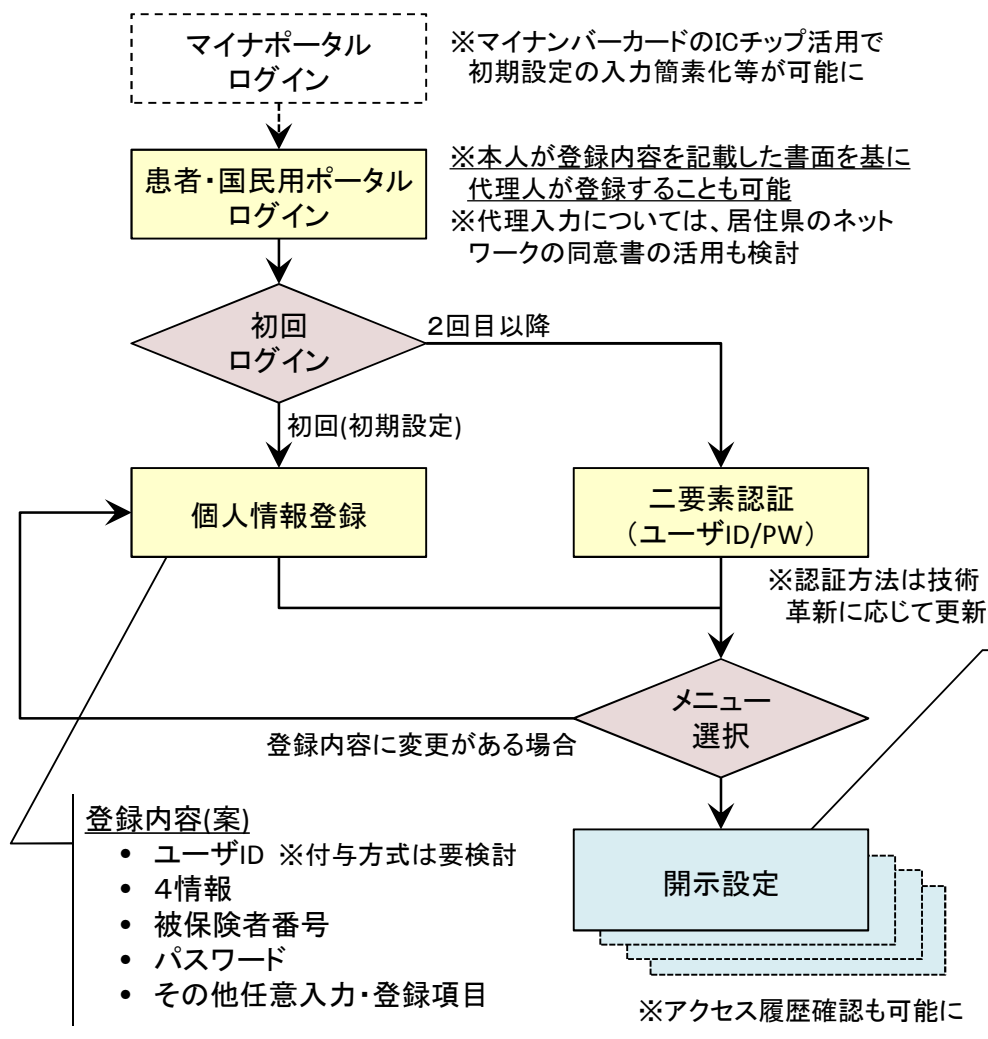 マイナポータル
ログイン
※マイナンバーカードのICチップ活用で
初期設定の入力簡素化等が可能に
患者・国民用ポータル
ログイン
※本人が登録内容を記載した書面を基に
代理人が登録することも可能
※代理入力については、居住県のネット
ワークの同意書の活用も検討
初回
ログイン
２回目以降
初回(初期設定)
個人情報登録
二要素認証
（ユーザID/PW）
※認証方法は技術
革新に応じて更新
メニュー
選択
登録内容に変更がある場合
登録内容(案)
• ユーザID ※付与方式は要検討
• ４情報
• 被保険者番号
• パスワード
• その他任意入力・登録項目
開示設定
※アクセス履歴確認も可能に